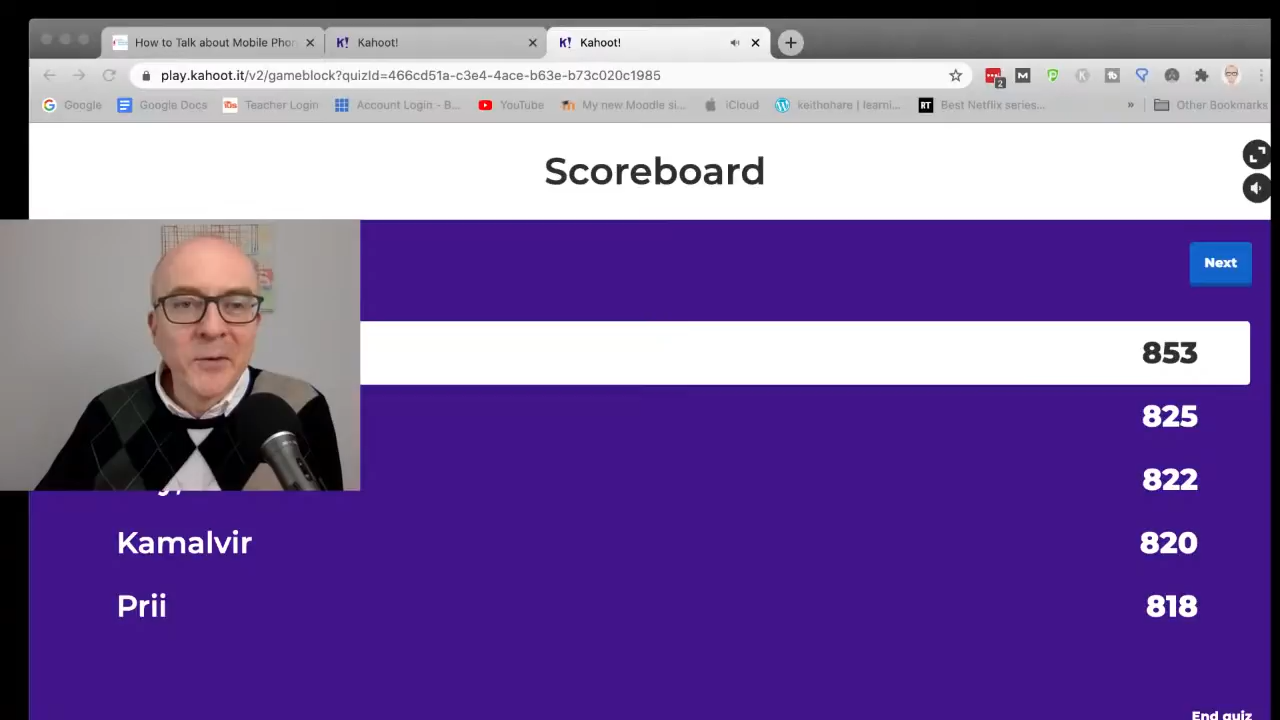 How to Talk about Mobile Phon
K! Kahoot!
K! Kahoot!
play.kahoot.it/v2/gameblock?quizId=466cd51a-c3e4-4ace-b63e-b73c020c1985
2
Google
Google Docs
Teacher Login
Account Login - B...
YouTube
My new Moodle si...
iCloud
keithohare | learni...
RT Best Netflix series...
» Other Bookmarks
Scoreboard
Next
853
825
822
Kamalvir 820
Prii 818
End quiz